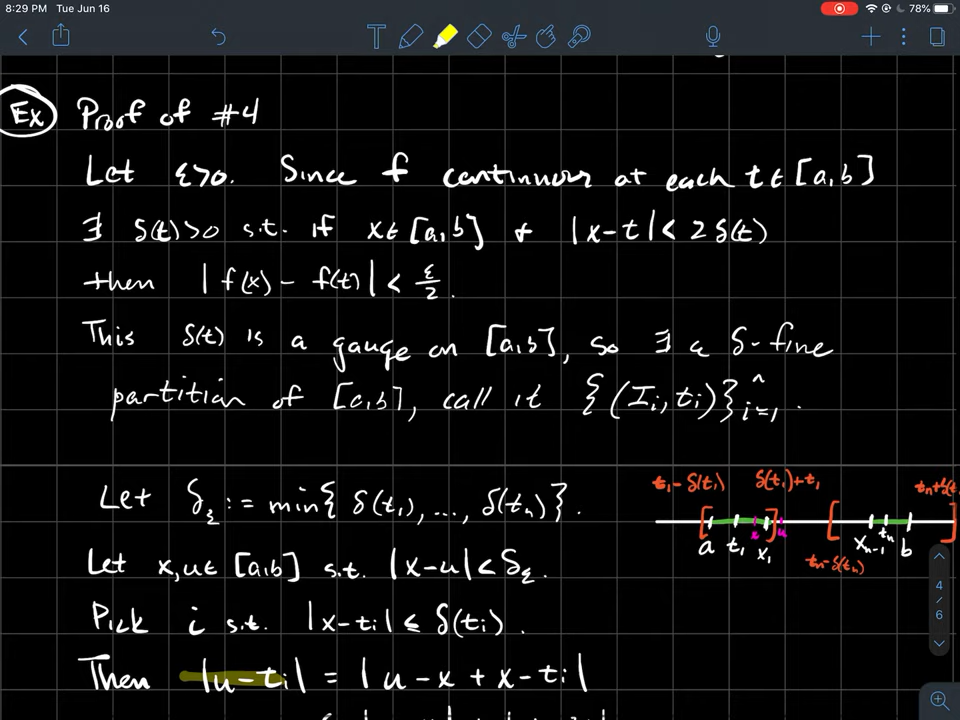 8:29 PM Tue Jun 16 78%
Ex Proof of #4
Let ε>0. Since f continuous at each t∈[a,b]
∃ δ(t)>0 s.t. if x∈[a,b] & |x-t|<2δ(t)
then |f(x) - f(t)| < ε/2.
This δ(t) is a gauge on [a,b], so ∃ a δ-fine
partition of [a,b], call it {(I_i, t_i)}_{i=1}^n.
Let δ_ε := min{ δ(t_1), ..., δ(t_n)}.
t_1-δ(t_1) δ(t_1)+t_1 t_n+δ(t_n
a t_1 x x_1 u x_{n-1} t_n b
t_n-δ(t_n)
Let x,u∈[a,b] s.t. |x-u|<δ_ε.
Pick i s.t. |x-t_i| ≤ δ(t_i).
Then |u-t_i| = |u-x + x-t_i|
4
/
6